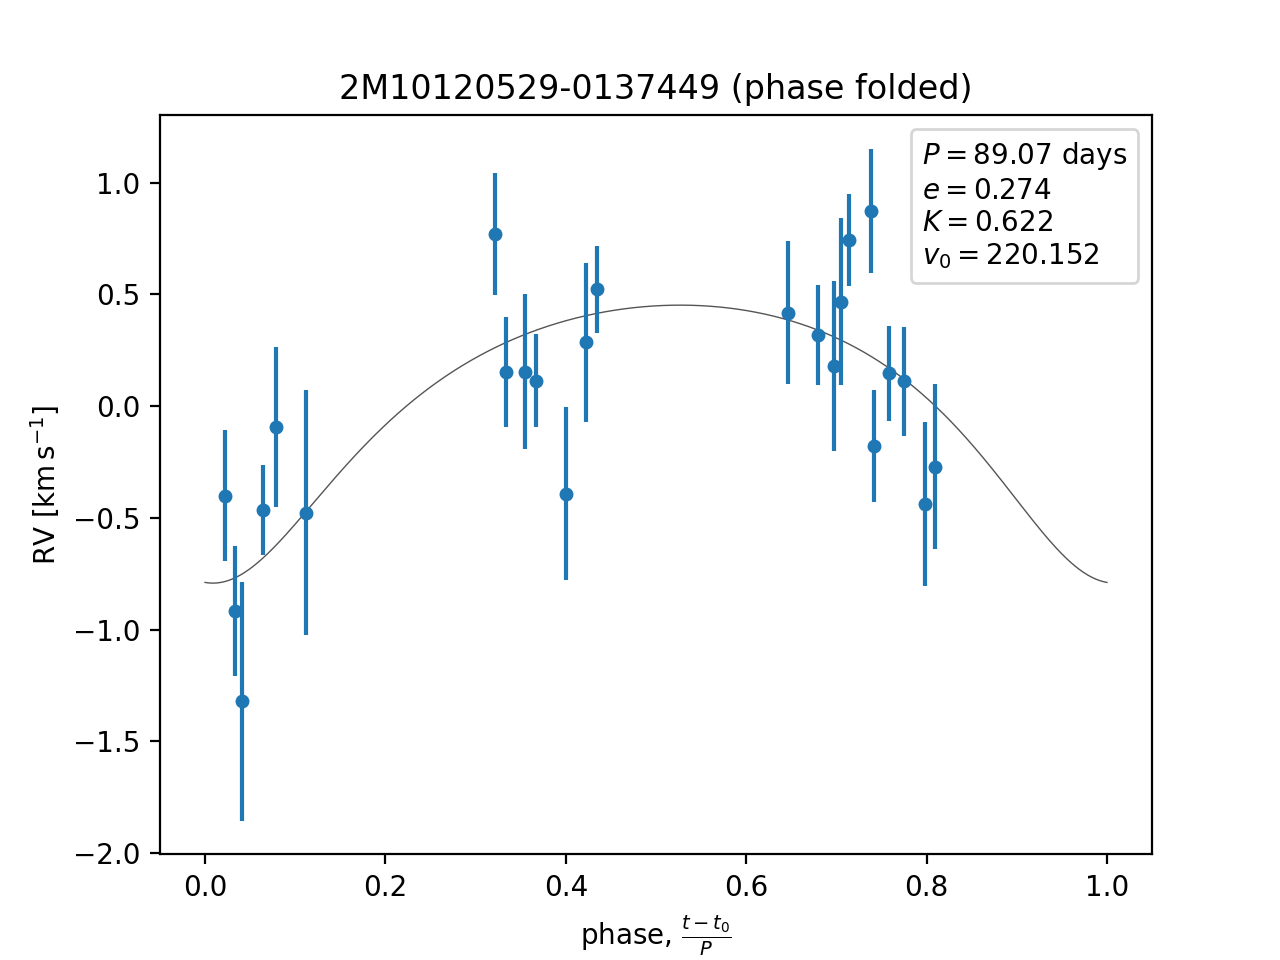 2M10120529-0137449 (phase folded)
P = 89.07 days
e = 0.274
K = 0.622
v₀ = 220.152
RV [km s⁻¹]
1.0
0.5
0.0
−0.5
−1.0
−1.5
−2.0
0.0 0.2 0.4 0.6 0.8 1.0
phase, (t − t₀)/P